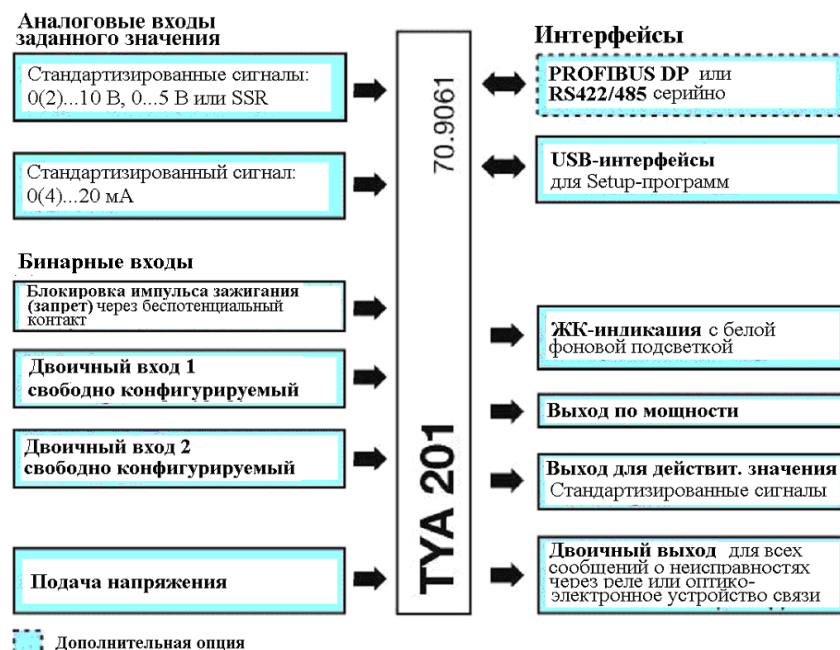 Аналоговые входы
заданного значения
Стандартизированные сигналы:
0(2)...10 В, 0...5 В или SSR
Стандартизированный сигнал:
0(4)...20 мА
Бинарные входы
Блокировка импульса зажигания
(запрет) через беспотенциальный
контакт
Двоичный вход 1
свободно конфигурируемый
Двоичный вход 2
свободно конфигурируемый
Подача напряжения
Дополнительная опция
70.9061
TYA 201
Интерфейсы
PROFIBUS DP или
RS422/485 серийно
USB-интерфейсы
для Setup-программ
ЖК-индикация с белой
фоновой подсветкой
Выход по мощности
Выход для действит. значения
Стандартизированные сигналы
Двоичный выход для всех
сообщений о неисправностях
через реле или оптико-
электронное устройство связи